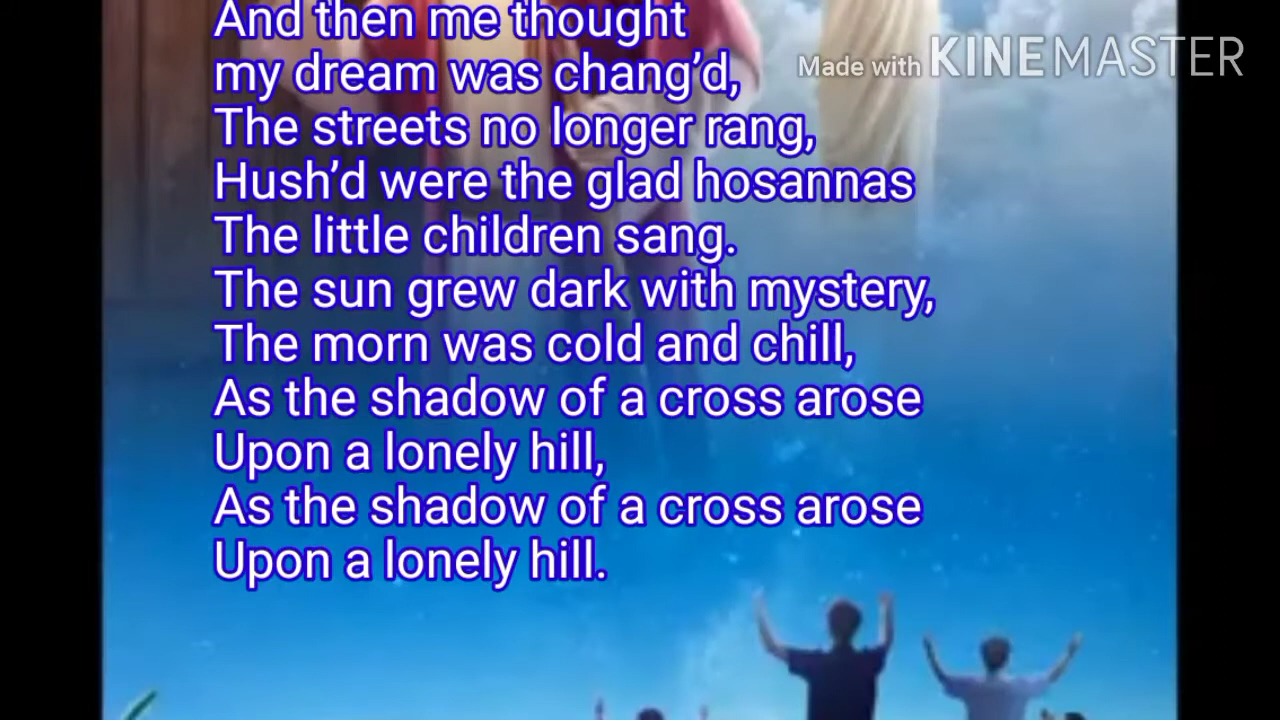 And then me thought
my dream was chang’d,
Made with KINEMASTER
The streets no longer rang,
Hush’d were the glad hosannas
The little children sang.
The sun grew dark with mystery,
The morn was cold and chill,
As the shadow of a cross arose
Upon a lonely hill,
As the shadow of a cross arose
Upon a lonely hill.